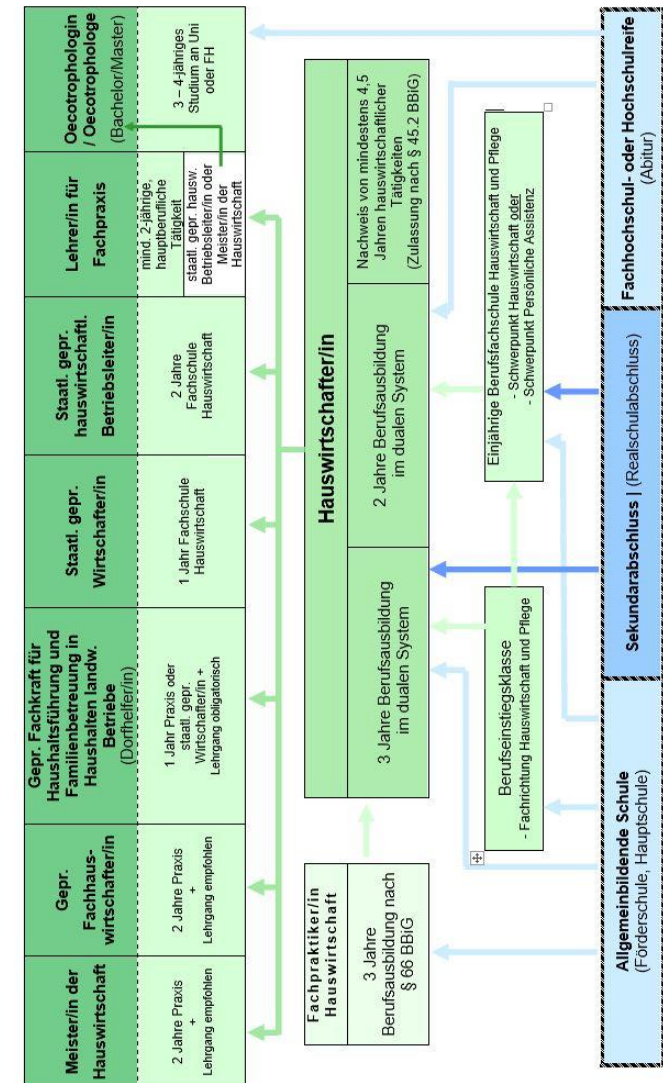 Meister/in der
Hauswirtschaft
2 Jahre Praxis
+
Lehrgang empfohlen
Gepr.
Fachhaus-
wirtschafter/in
2 Jahre Praxis
+
Lehrgang empfohlen
Gepr. Fachkraft für
Haushaltsführung und
Familienbetreuung in
Haushalten landw.
Betriebe
(Dorfhelfer/in)
1 Jahr Praxis oder
staatl. gepr.
Wirtschafter/in +
Lehrgang obligatorisch
Staatl. gepr.
Wirtschafter/in
1 Jahr Fachschule
Hauswirtschaft
Staatl. gepr.
hauswirtschaftl.
Betriebsleiter/in
2 Jahre
Fachschule
Hauswirtschaft
Lehrer/in für
Fachpraxis
mind. 2-jährige,
hauptberufliche
Tätigkeit
staatl. gepr. hausw.
Betriebsleiter/in oder
Meister/in der
Hauswirtschaft
Oecotrophologin
/ Oecotrophologe
(Bachelor/Master)
3 – 4-jähriges
Studium an Uni
oder FH
Fachpraktiker/in
Hauswirtschaft
3 Jahre
Berufsausbildung nach
§ 66 BBiG
Hauswirtschafter/in
3 Jahre Berufsausbildung
im dualen System
2 Jahre Berufsausbildung
im dualen System
Nachweis von mindestens 4,5
Jahren hauswirtschaftlicher
Tätigkeiten
(Zulassung nach § 45.2 BBiG)
Berufseinstiegsklasse
- Fachrichtung Hauswirtschaft und Pflege
Einjährige Berufsfachschule Hauswirtschaft und Pflege
- Schwerpunkt Hauswirtschaft oder
- Schwerpunkt Persönliche Assistenz
Allgemeinbildende Schule
(Förderschule, Hauptschule)
Sekundarabschluss | (Realschulabschluss)
Fachhochschul- oder Hochschulreife
(Abitur)